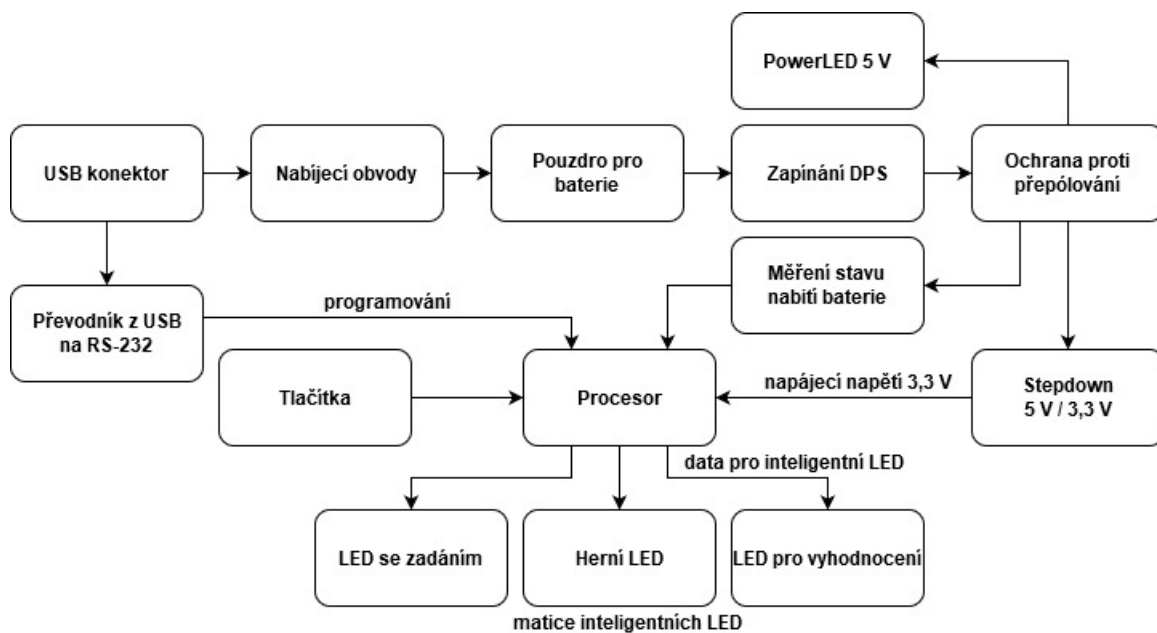 PowerLED 5 V
USB konektor
Nabíjecí obvody
Pouzdro pro
baterie
Zapínání DPS
Ochrana proti
přepólování
Měření stavu
nabití baterie
Převodník z USB
na RS-232
programování
Tlačítka
Procesor
napájecí napětí 3,3 V
Stepdown
5 V / 3,3 V
data pro inteligentní LED
LED se zadáním
Herní LED
LED pro vyhodnocení
matice inteligentních LED